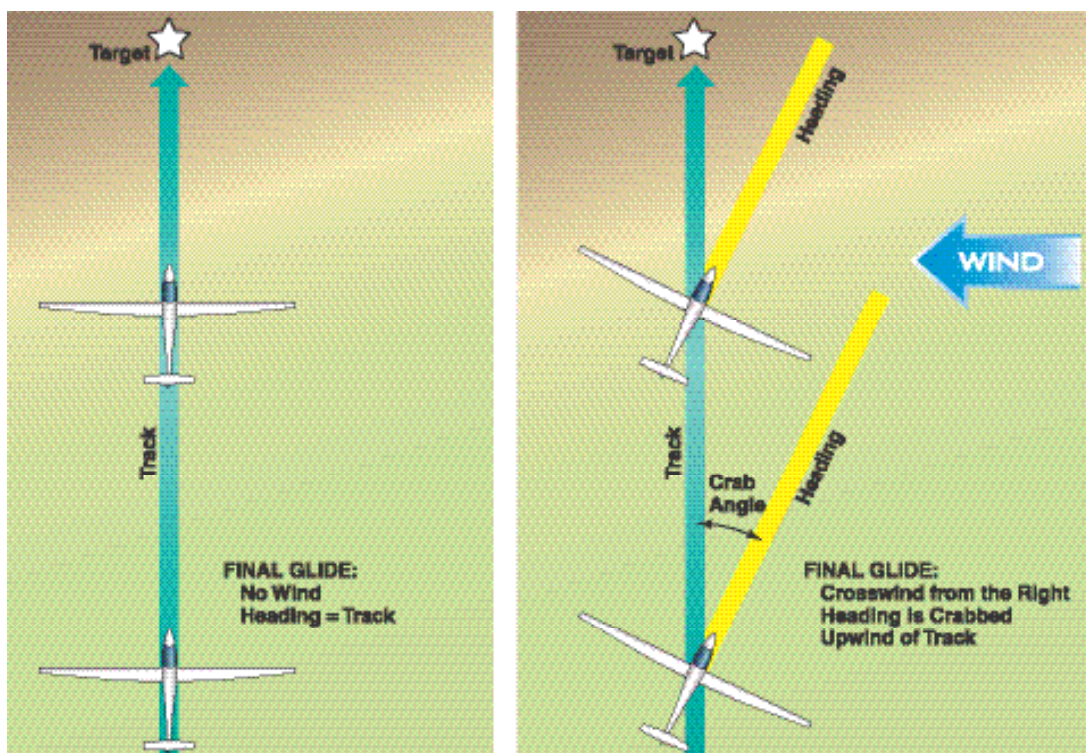 Target
Track
FINAL GLIDE:
No Wind
Heading = Track
Target
Heading
WIND
Track
Heading
Crab
Angle
FINAL GLIDE:
Crosswind from the Right
Heading is Crabbed
Upwind of Track